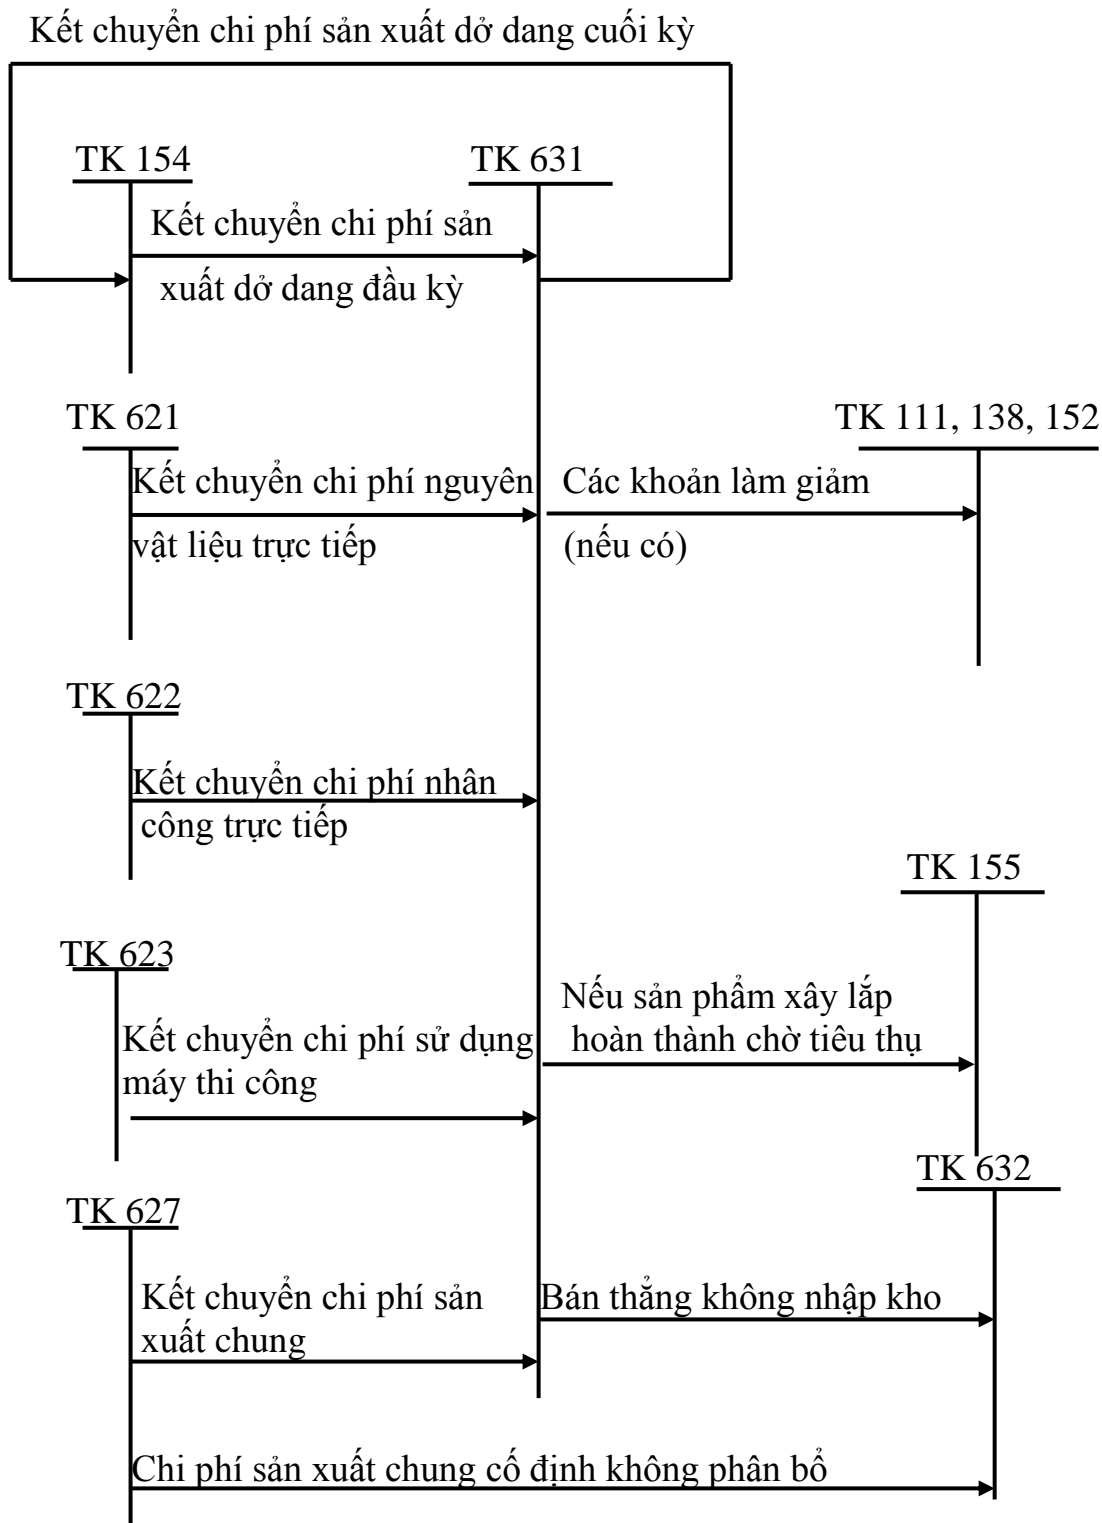 Kết chuyển chi phí sản xuất dở dang cuối kỳ
TK 154
TK 631
Kết chuyển chi phí sản
xuất dở dang đầu kỳ
TK 621
TK 111, 138, 152
Kết chuyển chi phí nguyên
vật liệu trực tiếp
Các khoản làm giảm
(nếu có)
TK 622
Kết chuyển chi phí nhân
công trực tiếp
TK 155
TK 623
Kết chuyển chi phí sử dụng
máy thi công
Nếu sản phẩm xây lắp
hoàn thành chờ tiêu thụ
TK 632
TK 627
Kết chuyển chi phí sản
xuất chung
Bán thẳng không nhập kho
Chi phí sản xuất chung cố định không phân bổ